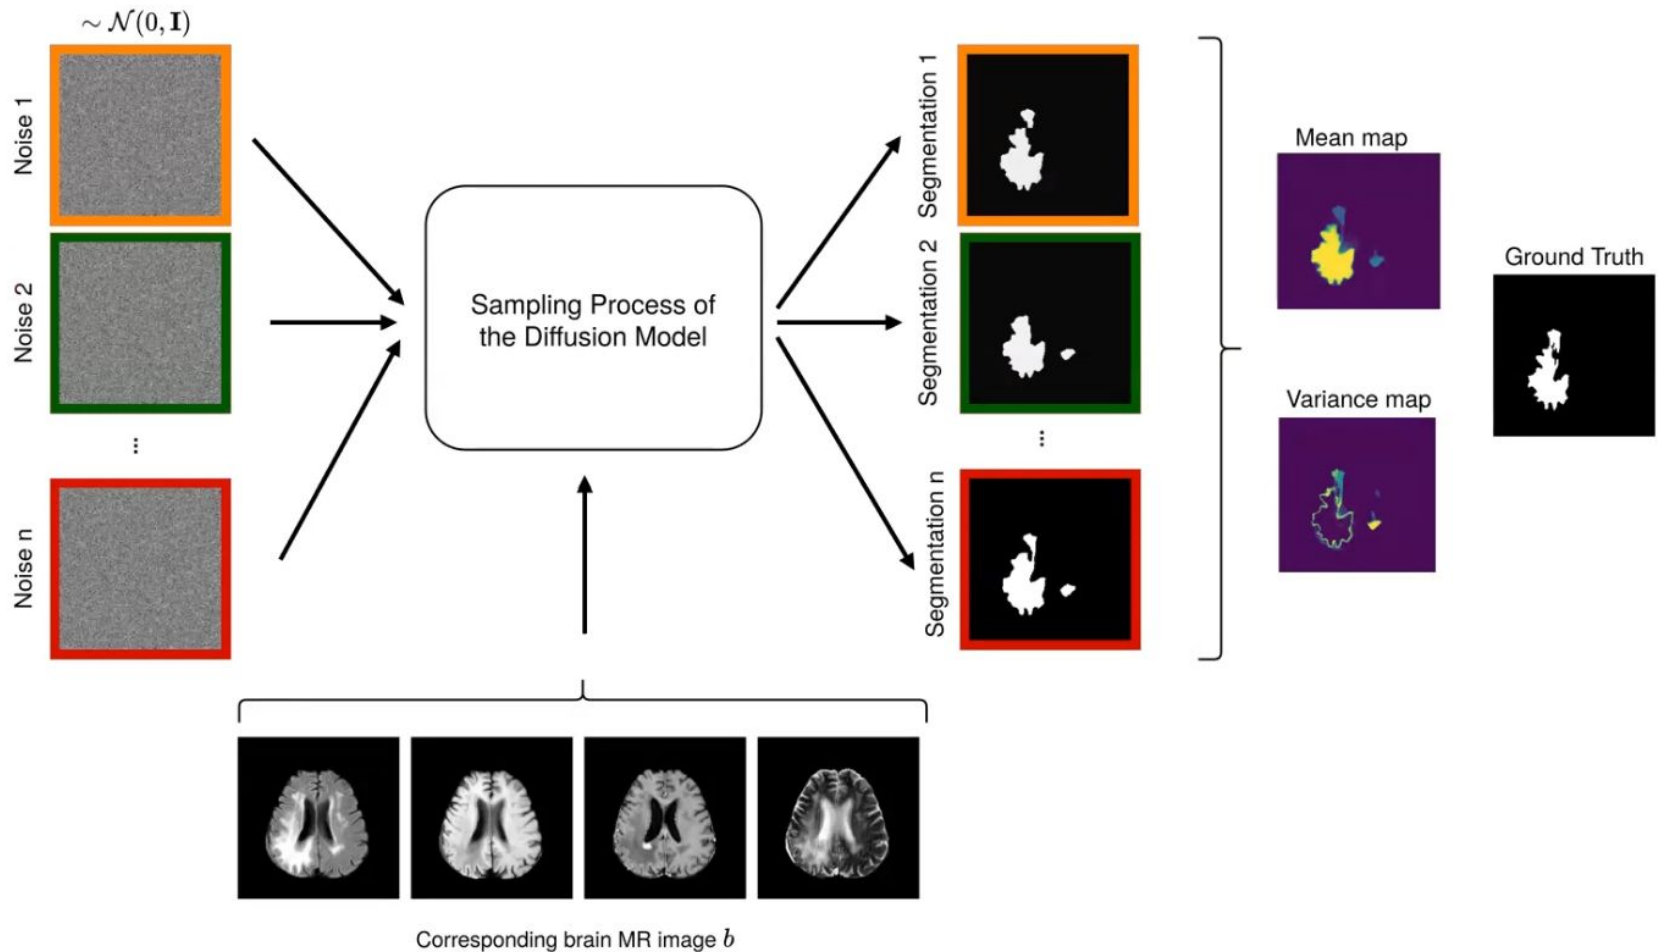 ∼ 𝒩(0, I)
Noise 1
Noise 2
⋮
Noise n
Sampling Process of
the Diffusion Model
Segmentation 1
Segmentation 2
⋮
Segmentation n
Mean map
Variance map
Ground Truth
Corresponding brain MR image b